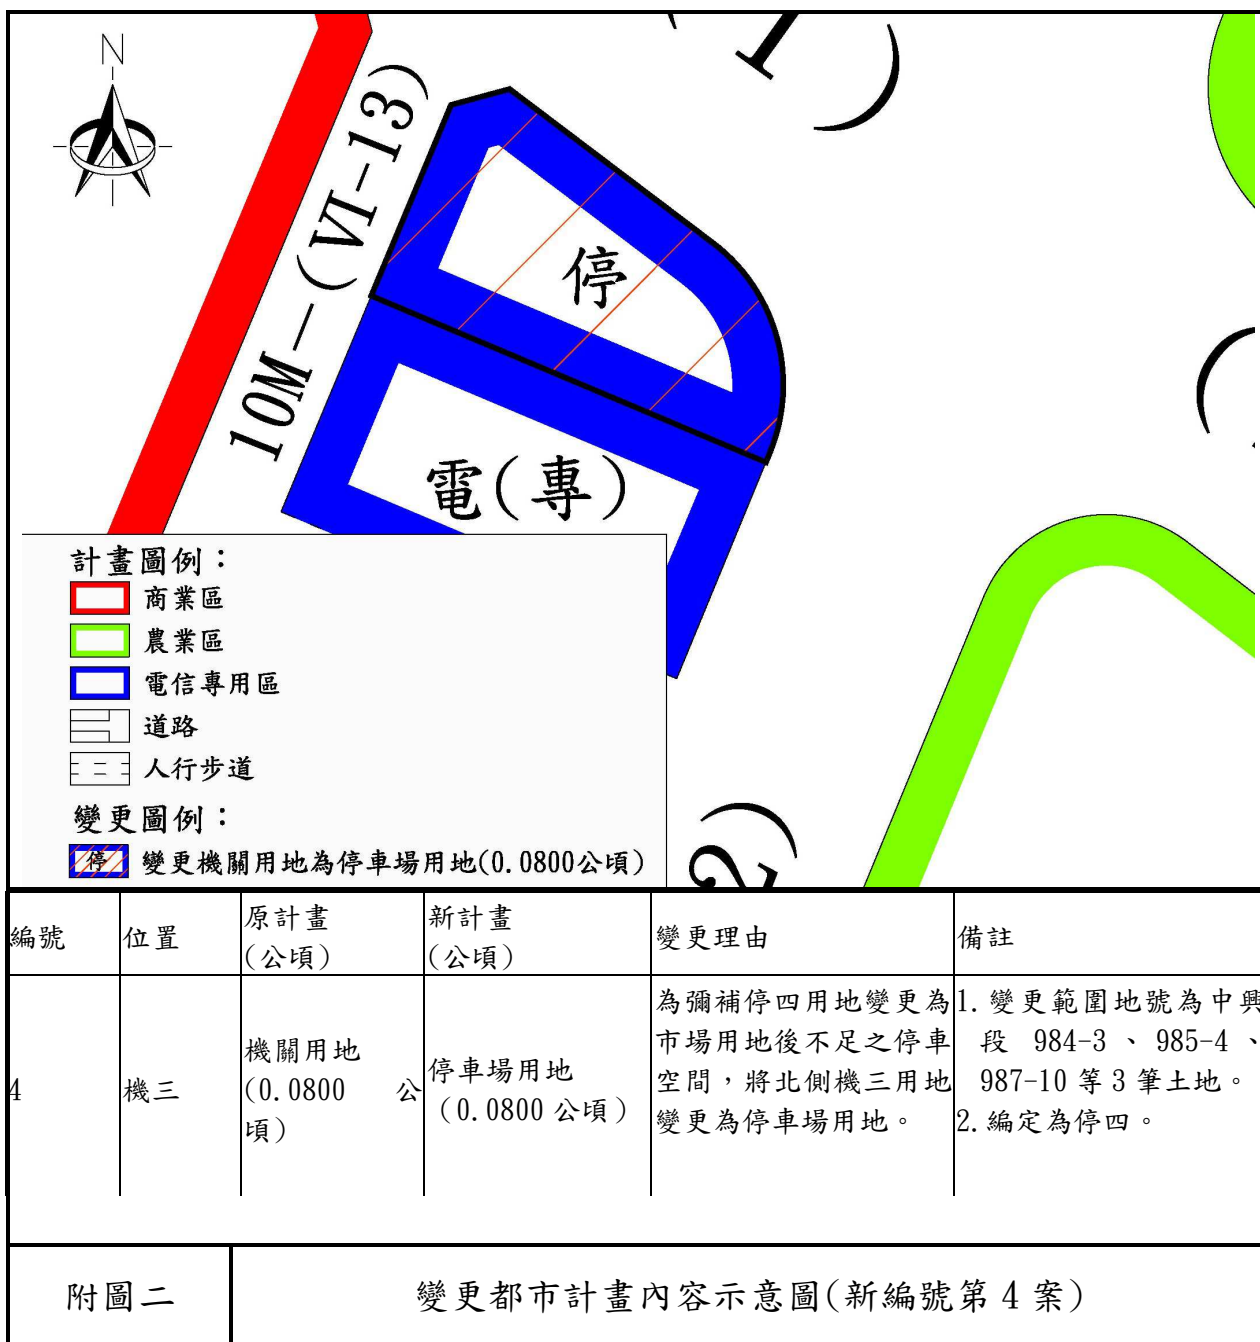 N
10M-(VI-13)
1)
停
電(專)
2)
(
計畫圖例：
商業區
農業區
電信專用區
道路
人行步道
變更圖例：
停 變更機關用地為停車場用地(0.0800公頃)
編號 位置 原計畫
(公頃) 新計畫
(公頃) 變更理由 備註
4 機三 機關用地
(0.0800 公
頃)
停車場用地
(0.0800 公頃)
為彌補停四用地變更為
市場用地後不足之停車
空間，將北側機三用地
變更為停車場用地。
1. 變更範圍地號為中興
段 984-3 、 985-4 、
987-10 等 3 筆土地。
2. 編定為停四。
附圖二 變更都市計畫內容示意圖(新編號第 4 案)